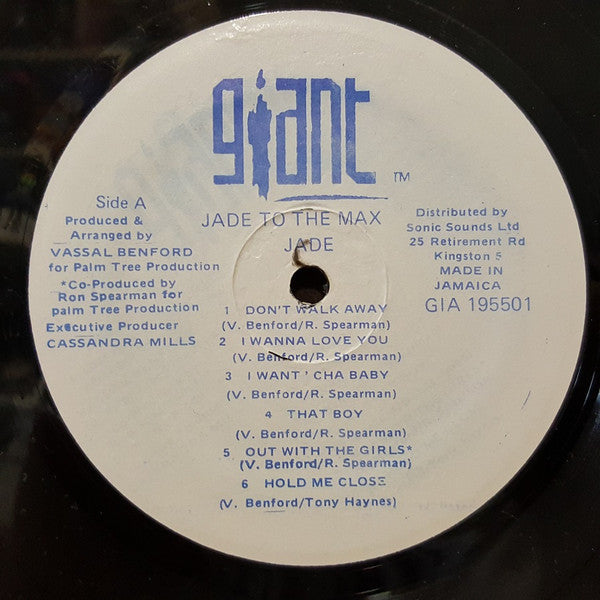 giant TM
JADE TO THE MAX
JADE
Side A
Produced &
Arranged by
VASSAL BENFORD
for Palm Tree Production
*Co-Produced by
Ron Spearman for
palm Tree Production
Executive Producer
CASSANDRA MILLS
Distributed by
Sonic Sounds Ltd
25 Retirement Rd
Kingston 5
MADE IN
JAMAICA
GIA 195501
1 DON'T WALK AWAY
(V. Benford/R. Spearman)
2 I WANNA LOVE YOU
(V. Benford/R. Spearman)
3 I WANT ' CHA BABY
(V. Benford/R. Spearman)
4 THAT BOY
(V. Benford/R. Spearman)
5 OUT WITH THE GIRLS*
(V. Benford/R. Spearman)
6 HOLD ME CLOSE
(V. Benford/Tony Haynes)